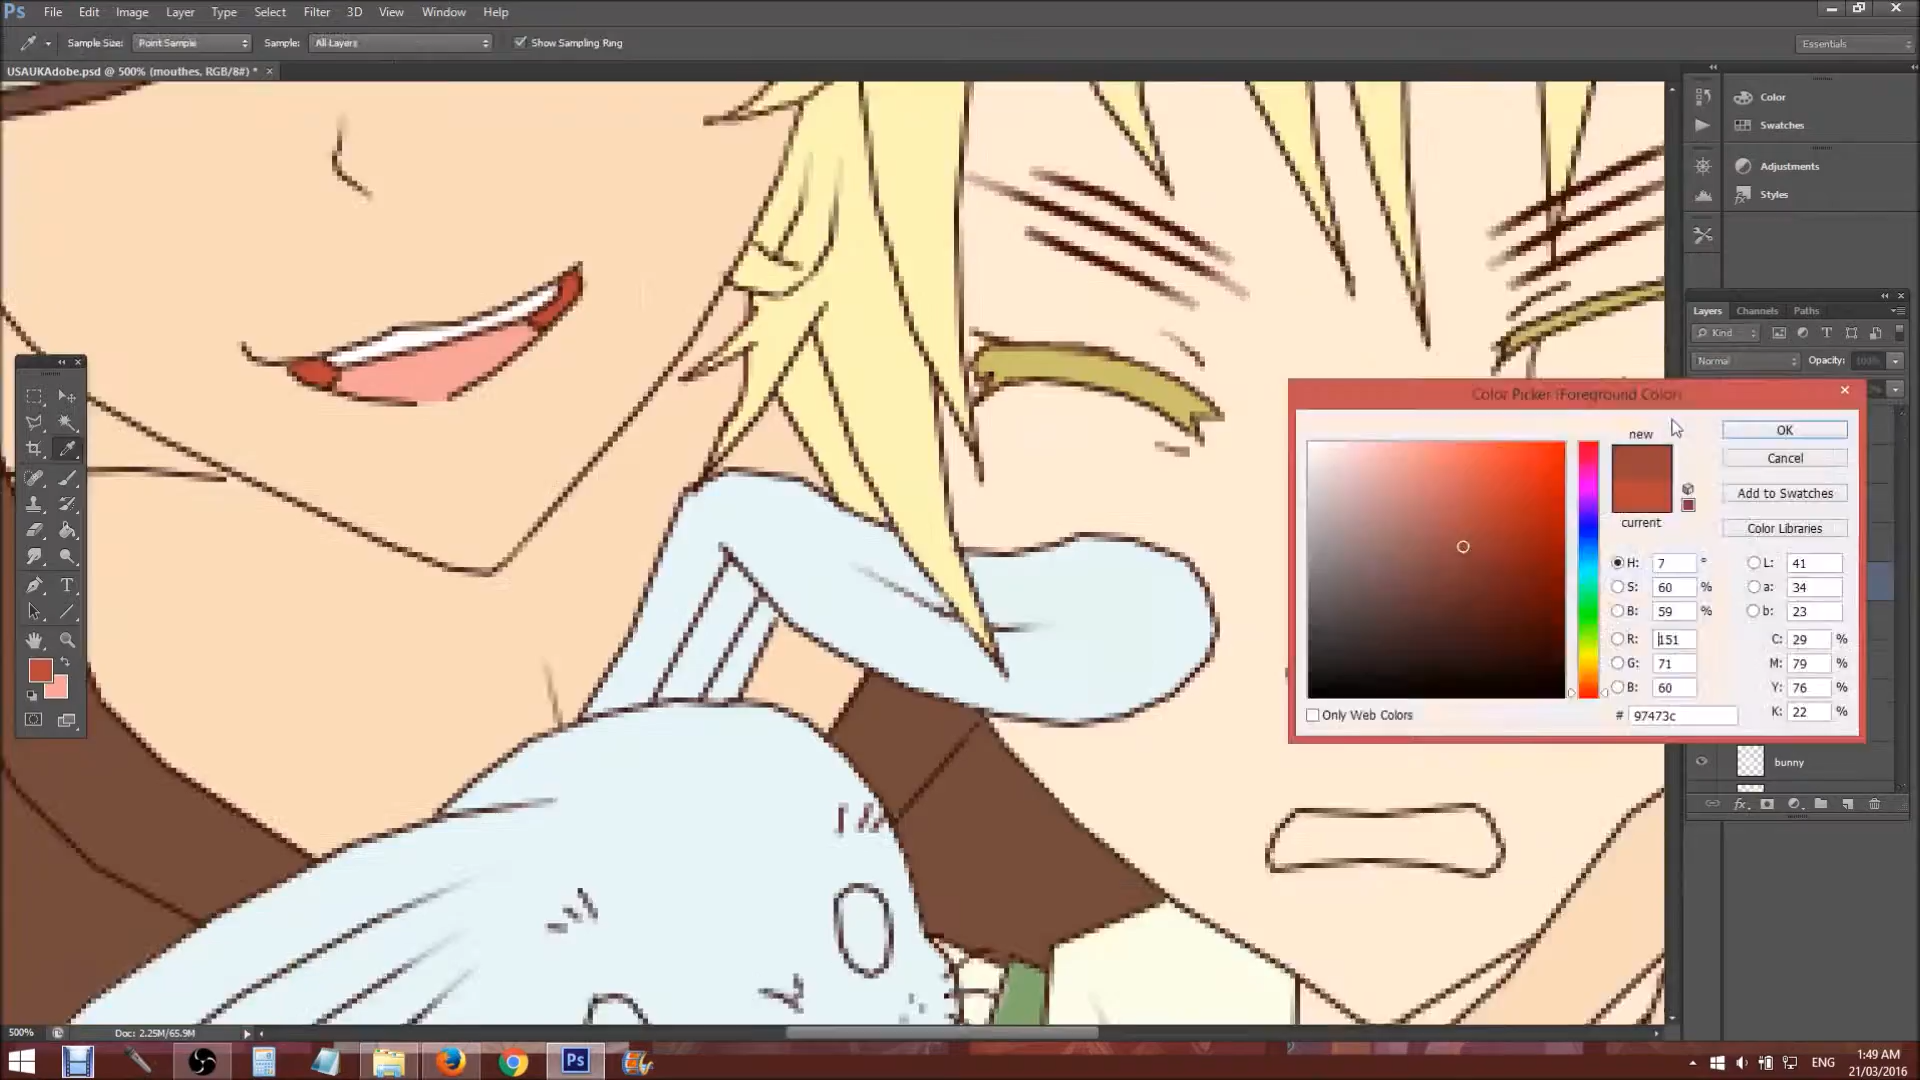 Ps File Edit Image Layer Type Select Filter 3D View Window Help
Sample Size: Point Sample Sample: All Layers Show Sampling Ring Essentials
USAUKAdobe.psd @ 500% (mouthes, RGB/8#) * ×
Color
Swatches
Adjustments
Styles
Layers Channels Paths
Kind
Normal Opacity: 100%
Color Picker (Foreground Color)
new OK
Cancel
Add to Swatches
current Color Libraries
H: 7 ° L: 41
S: 60 % a: 34
B: 59 % b: 23
R: 151 C: 29 %
G: 71 M: 79 %
B: 60 Y: 76 %
Only Web Colors # 97473c K: 22 %
bunny
500% Doc: 2.25M/65.9M
Ps ENG 1:49 AM
21/03/2016